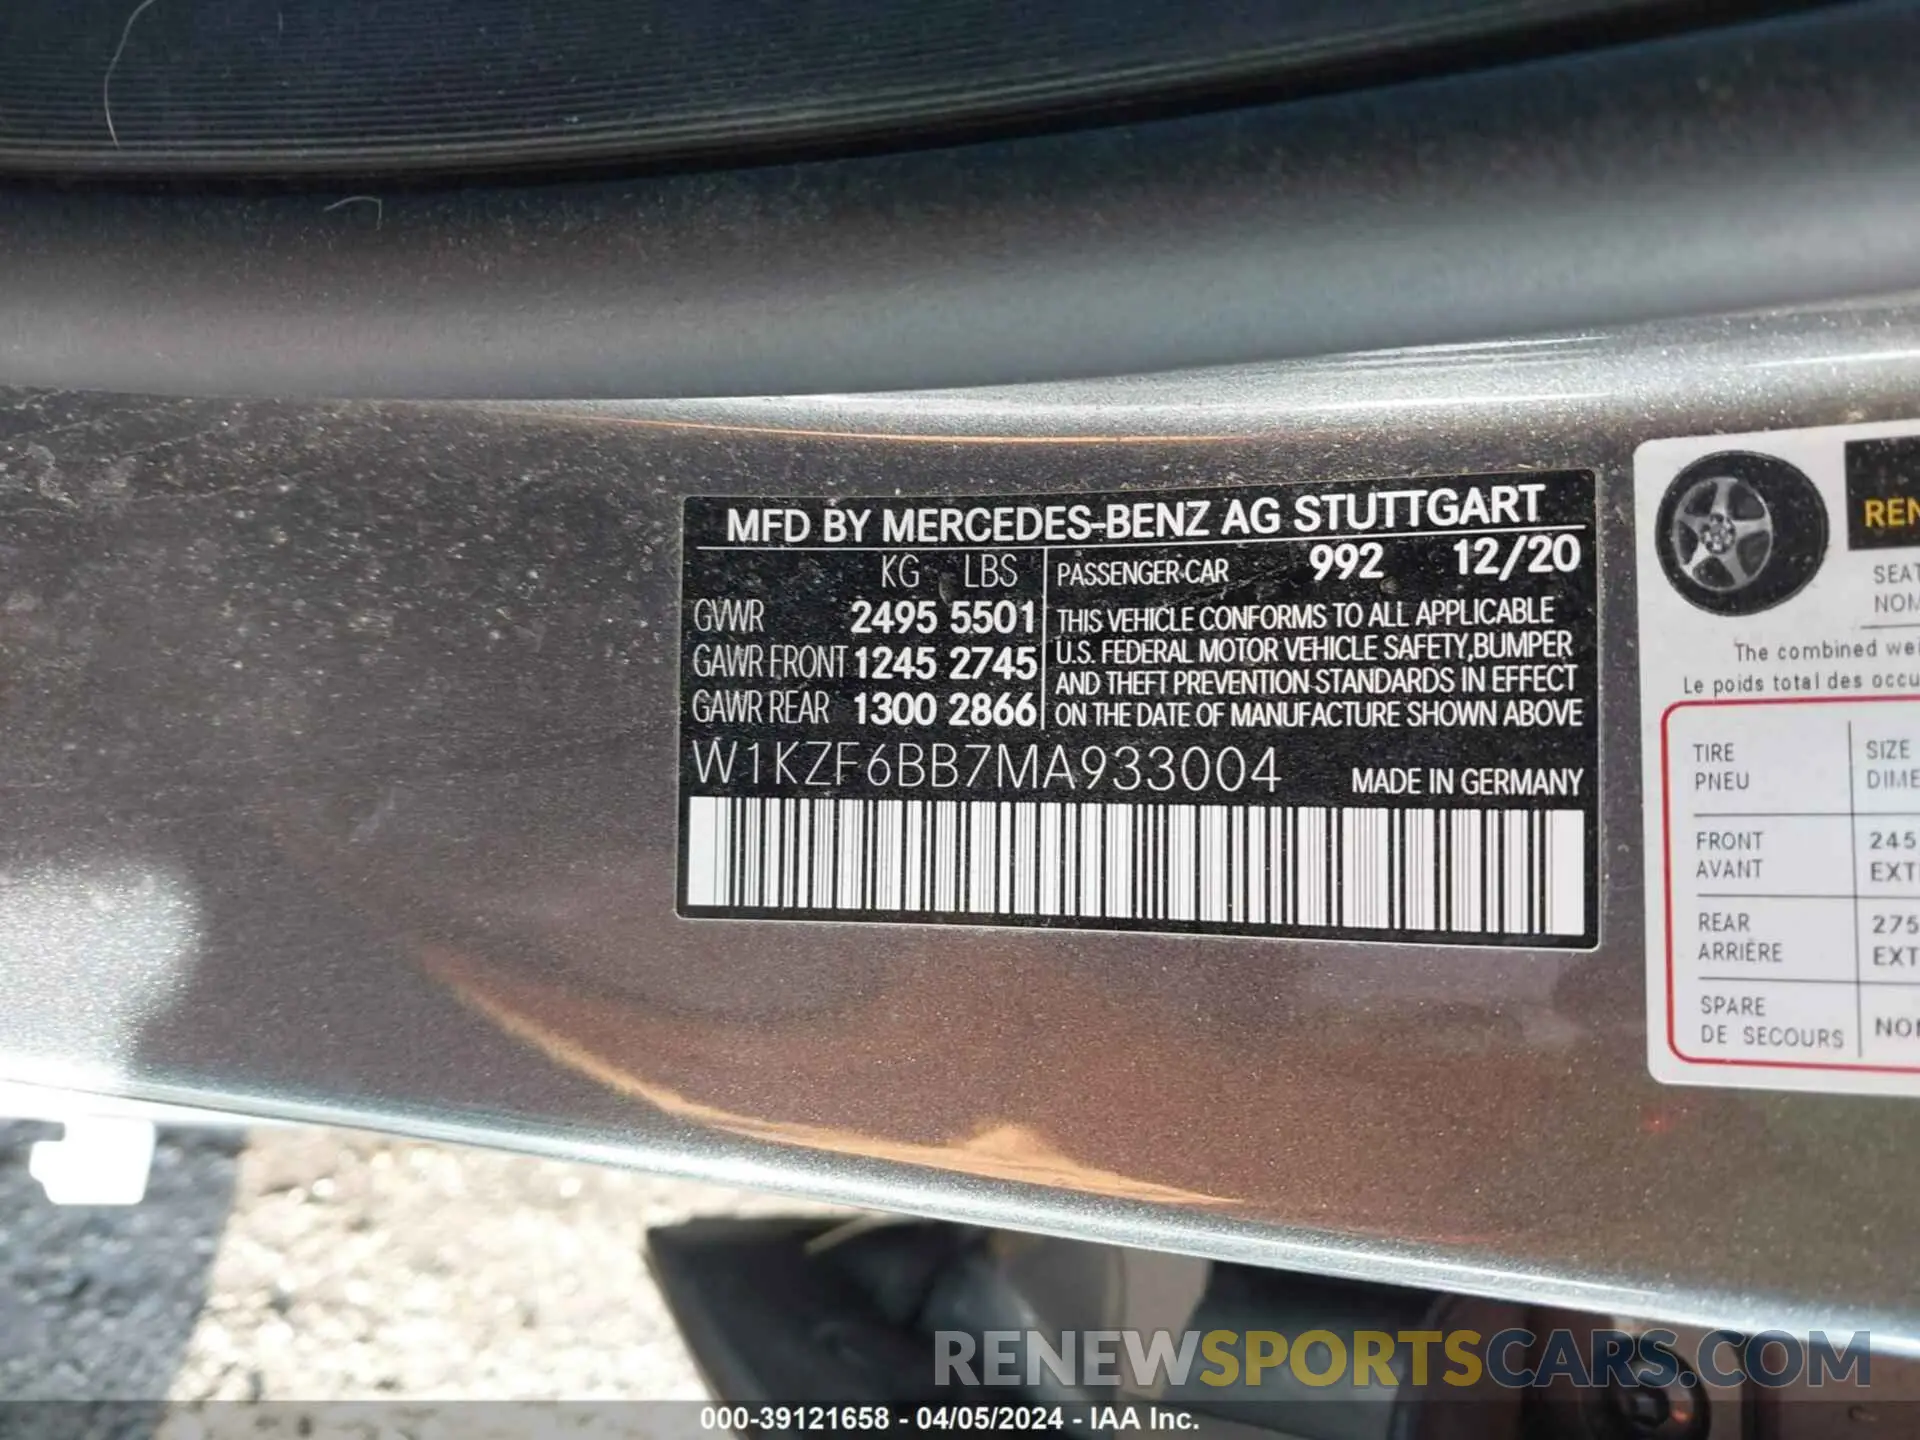 MFD BY MERCEDES-BENZ AG STUTTGART
KG LBS
GVWR 2495 5501
GAWR FRONT 1245 2745
GAWR REAR 1300 2866
PASSENGER CAR 992 12/20
THIS VEHICLE CONFORMS TO ALL APPLICABLE
U.S. FEDERAL MOTOR VEHICLE SAFETY, BUMPER
AND THEFT PREVENTION STANDARDS IN EFFECT
ON THE DATE OF MANUFACTURE SHOWN ABOVE
W1KZF6BB7MA933004 MADE IN GERMANY
The combined
Le poids total des
TIRE
PNEU
SIZE
FRONT
AVANT
245
REAR
ARRIÈRE
275
SPARE
DE SECOURS
RENEWSPORTSCARS.COM
000-39121658 - 04/05/2024 - IAA Inc.